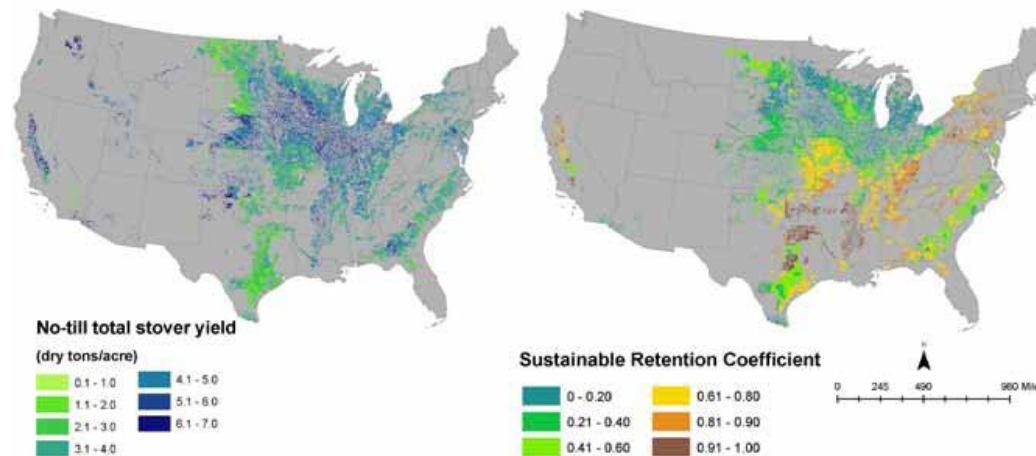 No-till total stover yield
(dry tons/acre)
0.1 - 1.0
1.1 - 2.0
2.1 - 3.0
3.1 - 4.0
4.1 - 5.0
5.1 - 6.0
6.1 - 7.0
Sustainable Retention Coefficient
0 - 0.20
0.21 - 0.40
0.41 - 0.60
0.61 - 0.80
0.81 - 0.90
0.91 - 1.00
N
0 245 490 980 Mile